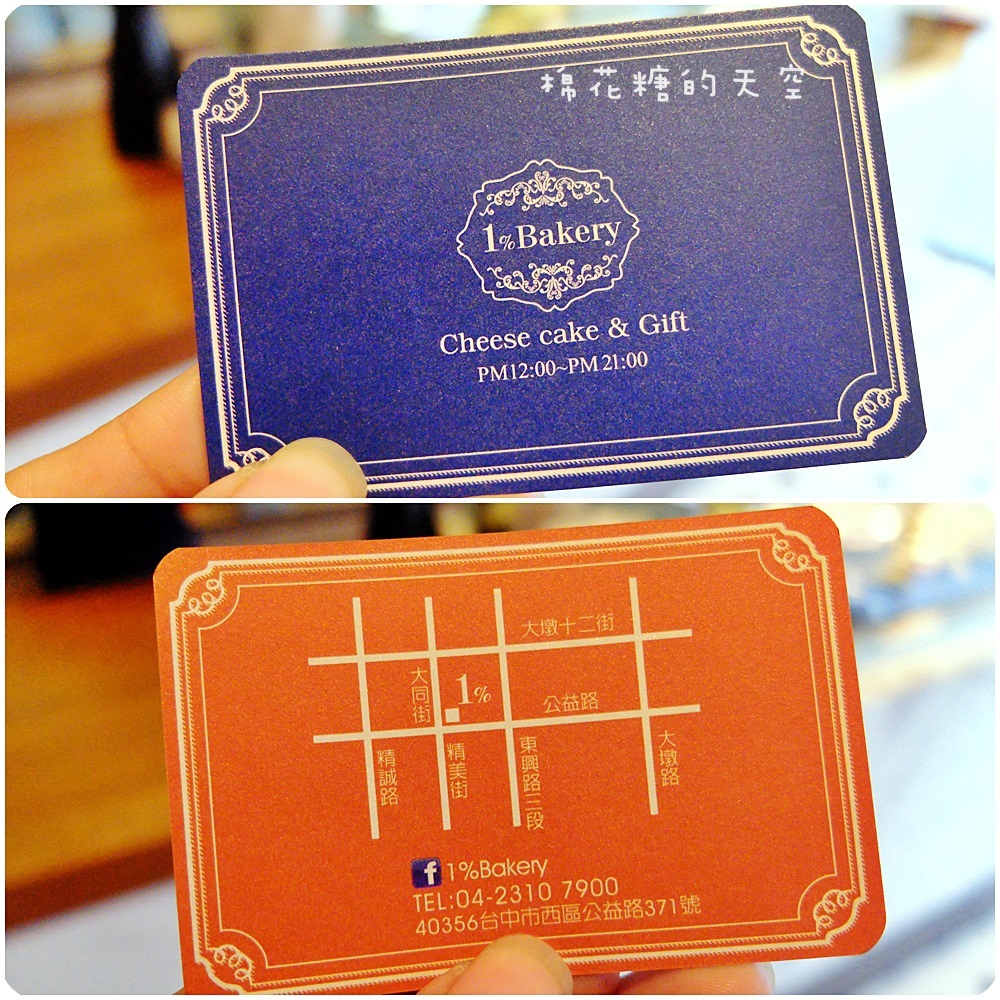 棉花糖的天空
1%Bakery
Cheese cake & Gift
PM12:00~PM21:00
大墩十二街
大同街
1%
公益路
精誠路
精美街
東興路三段
大墩路
f 1%Bakery
TEL:04-2310 7900
40356台中市西區公益路371號